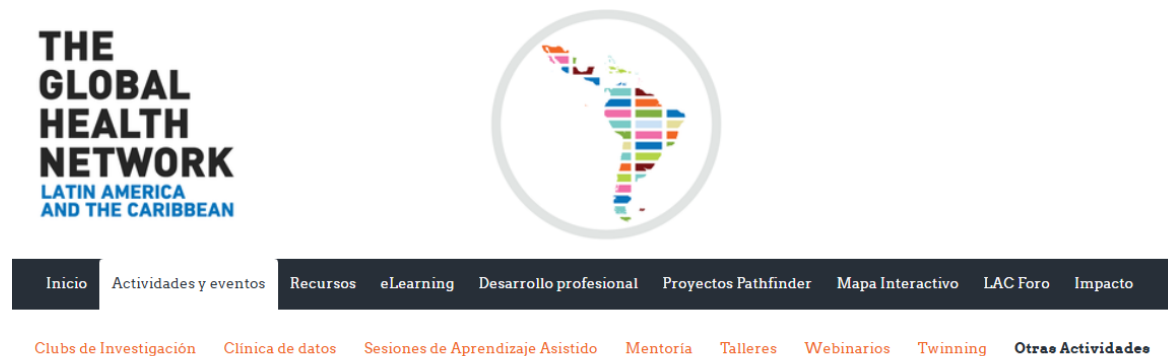 THE
GLOBAL
HEALTH
NETWORK
LATIN AMERICA
AND THE CARIBBEAN
Inicio Actividades y eventos Recursos eLearning Desarrollo profesional Proyectos Pathfinder Mapa Interactivo LAC Foro Impacto
Clubs de Investigación Clínica de datos Sesiones de Aprendizaje Asistido Mentoría Talleres Webinarios Twinning Otras Actividades